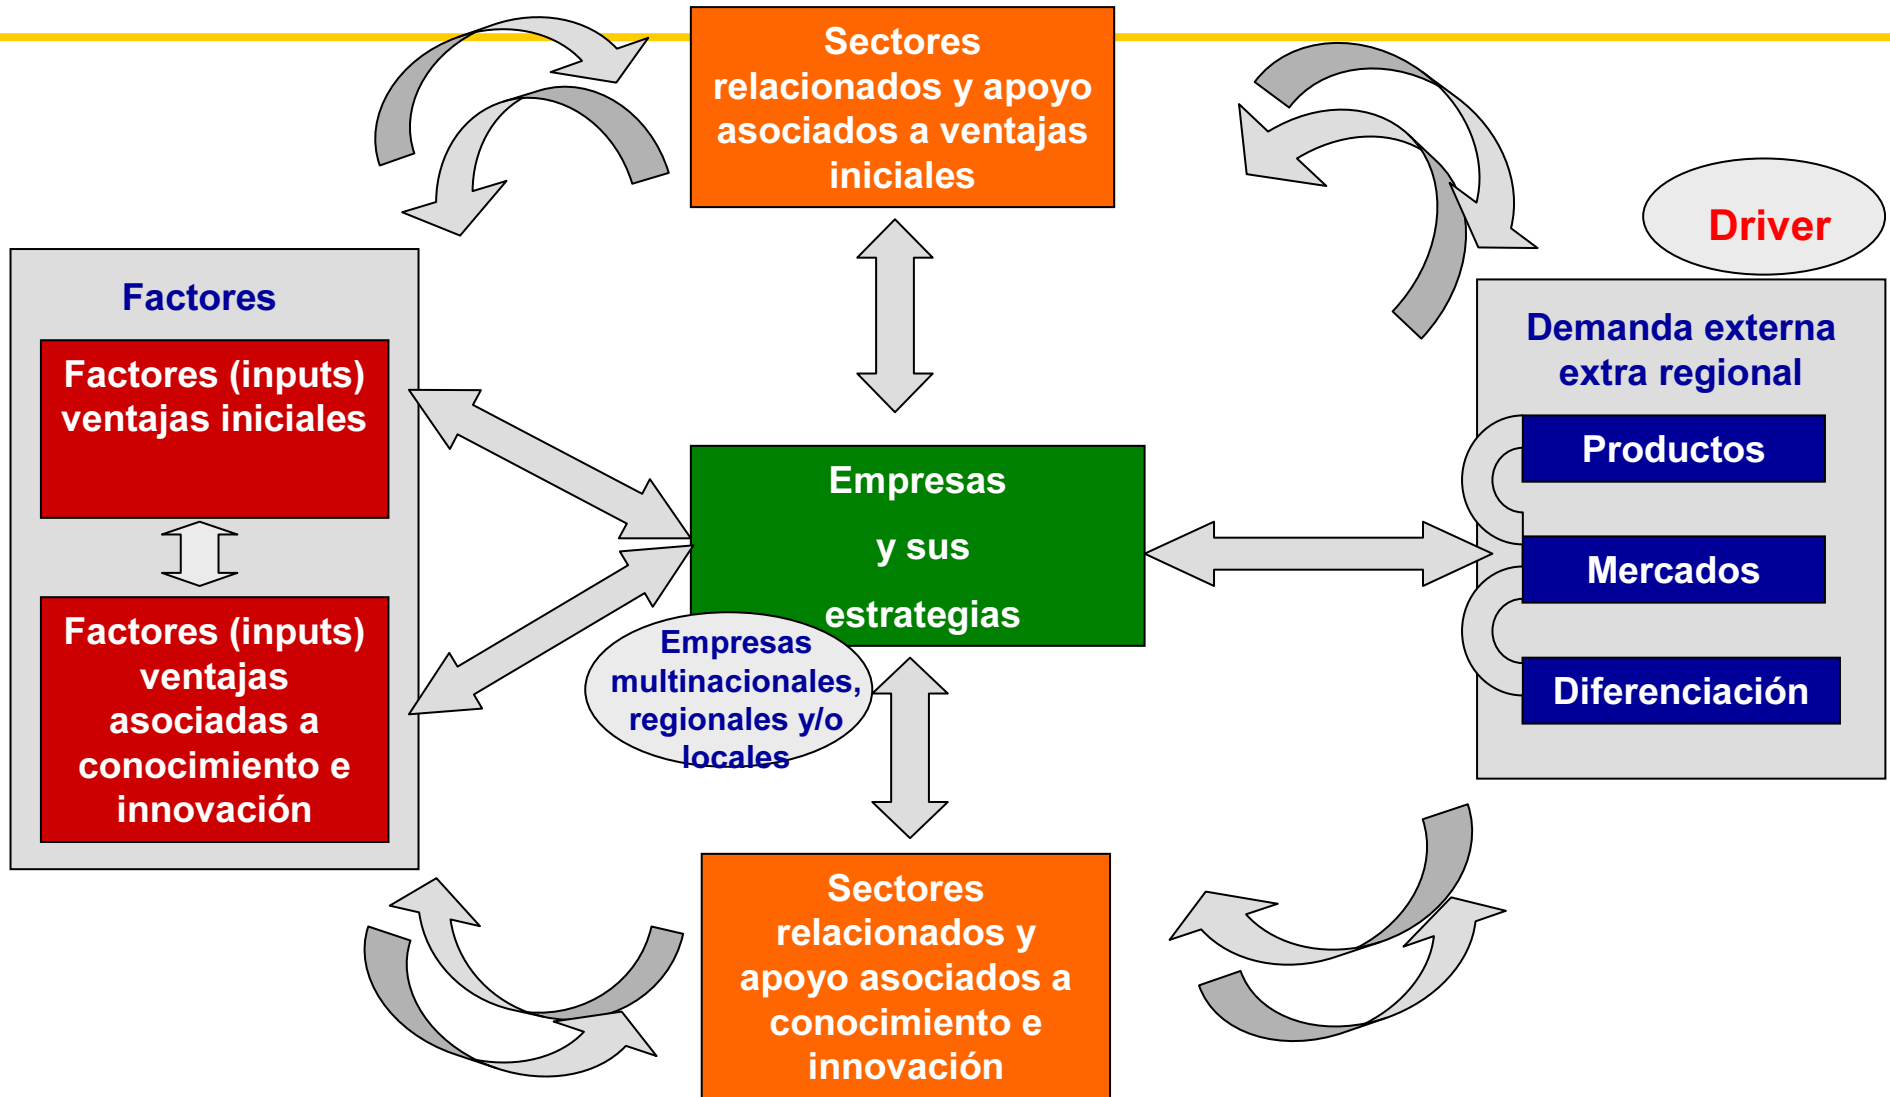 Sectores
relacionados y apoyo
asociados a ventajas
iniciales
Driver
Factores
Factores (inputs)
ventajas iniciales
Factores (inputs)
ventajas
asociadas a
conocimiento e
innovación
Empresas
y sus
estrategias
Empresas
multinacionales,
regionales y/o
locales
Demanda externa
extra regional
Productos
Mercados
Diferenciación
Sectores
relacionados y
apoyo asociados a
conocimiento e
innovación